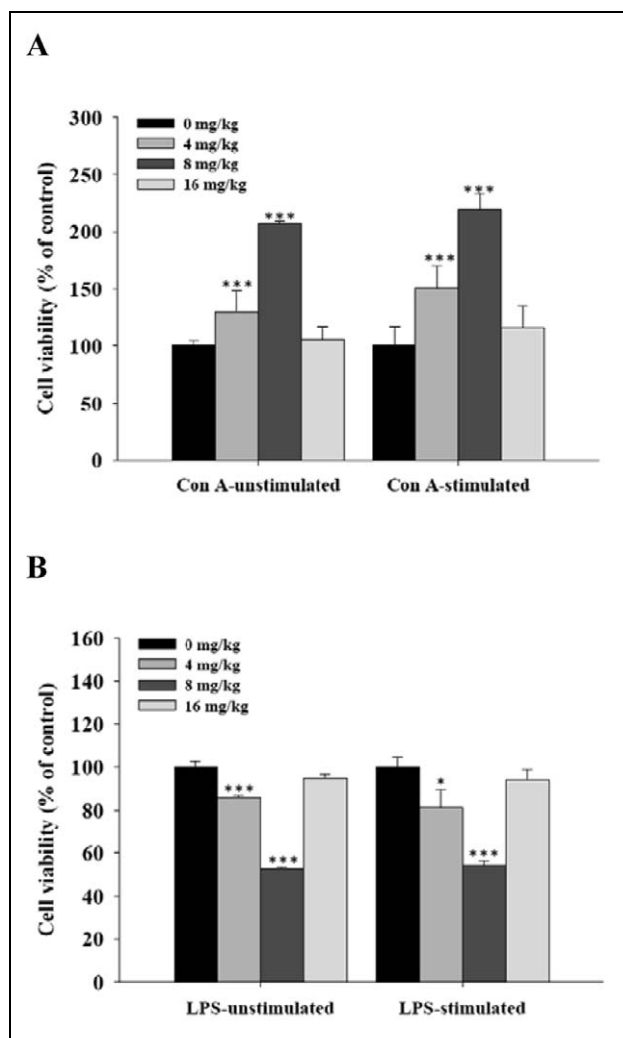 A
Cell viability (% of control)
300
250
200
150
100
50
0
0 mg/kg
4 mg/kg
8 mg/kg
16 mg/kg
***
***
***
***
Con A-unstimulated
Con A-stimulated
B
Cell viability (% of control)
160
140
120
100
80
60
40
20
0
0 mg/kg
4 mg/kg
8 mg/kg
16 mg/kg
***
***
*
***
LPS-unstimulated
LPS-stimulated